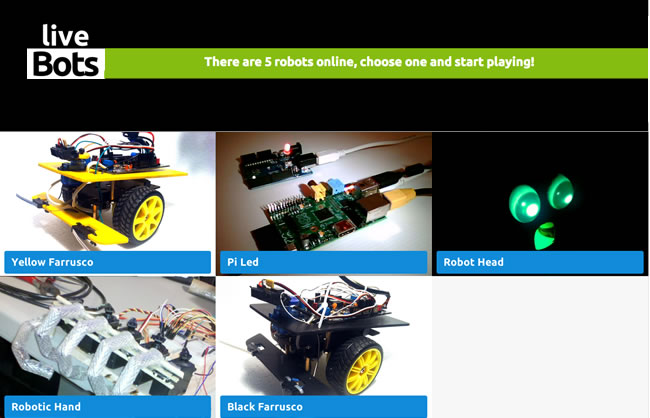 live
Bots
There are 5 robots online, choose one and start playing!
Yellow Farrusco
Pi Led
Robot Head
Robotic Hand
Black Farrusco